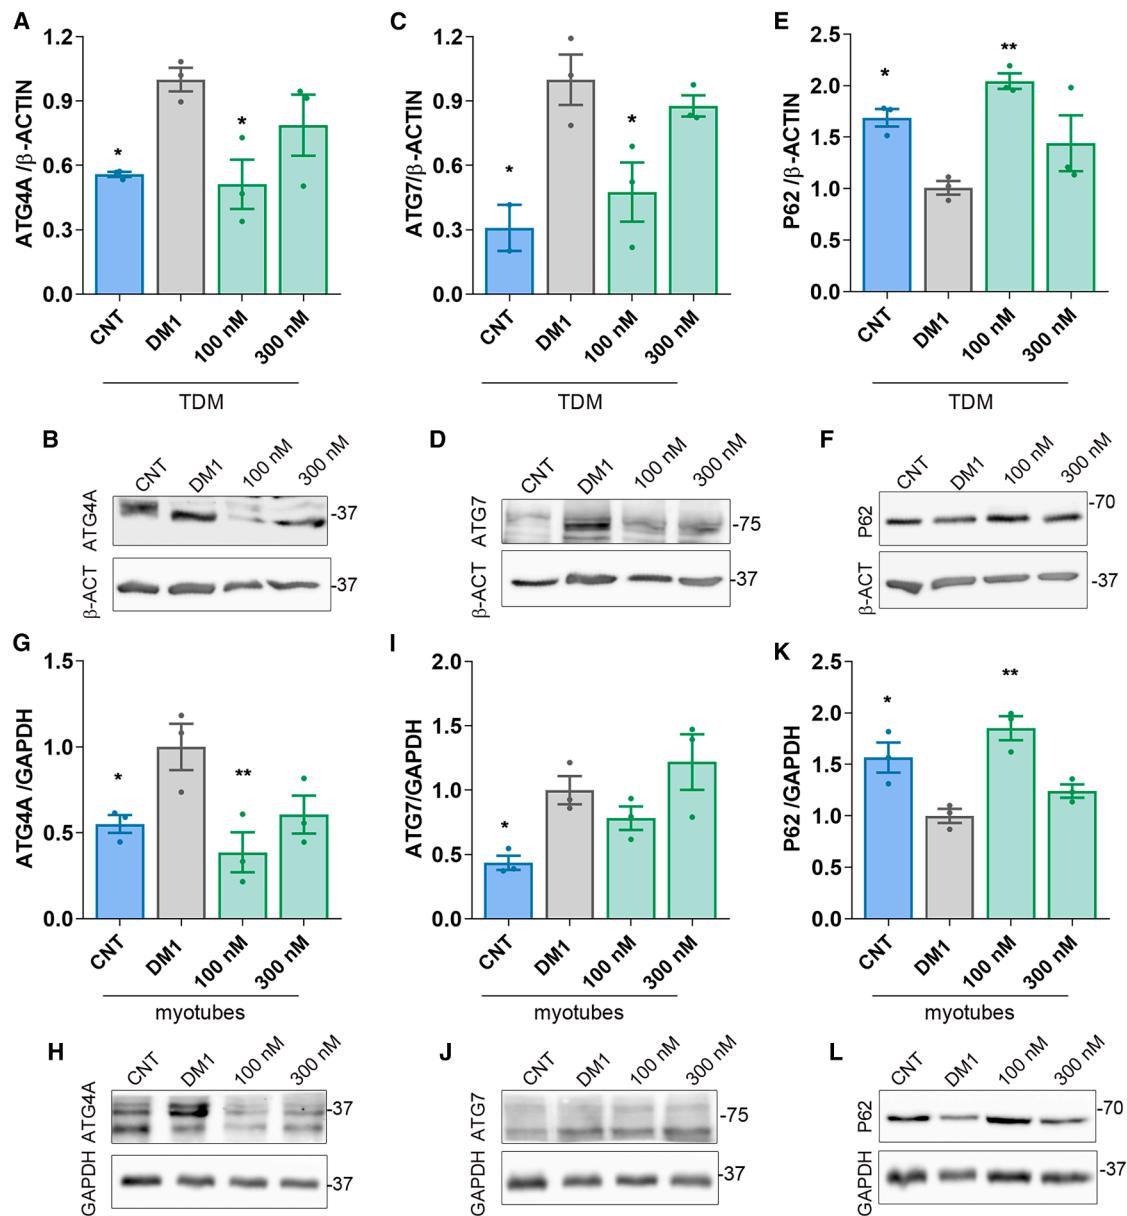 A
ATG4A /β-ACTIN
1.2
0.9
0.6
0.3
0.0
*
*
CNT
DM1
100 nM
300 nM
TDM
C
ATG7/β-ACTIN
1.2
0.9
0.6
0.3
0.0
*
*
CNT
DM1
100 nM
300 nM
TDM
E
P62 /β-ACTIN
2.5
2.0
1.5
1.0
0.5
0.0
*
**
CNT
DM1
100 nM
300 nM
TDM
B
CNT
DM1
100 nM
300 nM
ATG4A
-37
β-ACT
-37
D
CNT
DM1
100 nM
300 nM
ATG7
-75
β-ACT
-37
F
CNT
DM1
100 nM
300 nM
P62
-70
β-ACT
-37
G
ATG4A /GAPDH
1.5
1.0
0.5
0.0
*
**
CNT
DM1
100 nM
300 nM
myotubes
I
ATG7/GAPDH
2.0
1.5
1.0
0.5
0.0
*
CNT
DM1
100 nM
300 nM
myotubes
K
P62 /GAPDH
2.5
2.0
1.5
1.0
0.5
0.0
*
**
CNT
DM1
100 nM
300 nM
myotubes
H
CNT
DM1
100 nM
300 nM
ATG4A
-37
GAPDH
-37
J
CNT
DM1
100 nM
300 nM
ATG7
-75
GAPDH
-37
L
CNT
DM1
100 nM
300 nM
P62
-70
GAPDH
-37